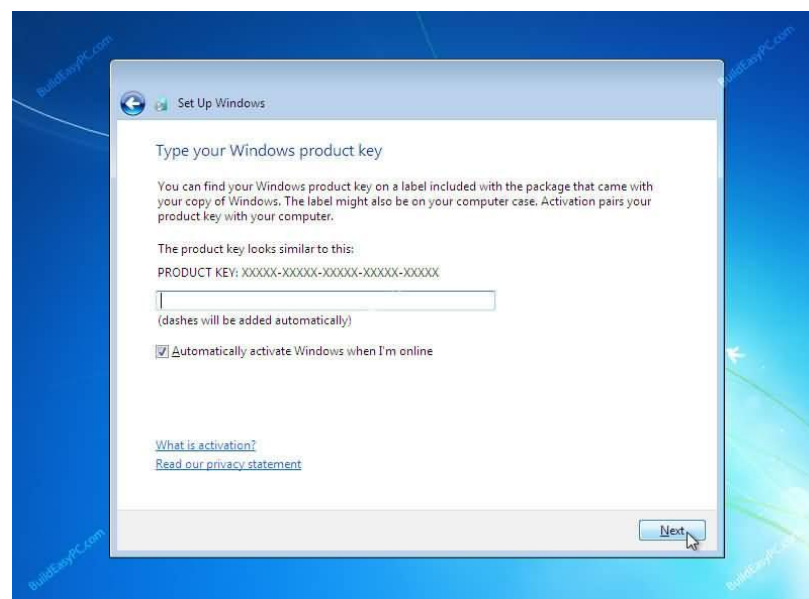 BuildEasyPC.com
BuildEasyPC.com
Set Up Windows
Type your Windows product key
You can find your Windows product key on a label included with the package that came with
your copy of Windows. The label might also be on your computer case. Activation pairs your
product key with your computer.
The product key looks similar to this:
PRODUCT KEY: XXXXX-XXXXX-XXXXX-XXXXX-XXXXX
(dashes will be added automatically)
Automatically activate Windows when I'm online
What is activation?
Read our privacy statement
Next
BuildEasyPC.com
BuildEasyPC.com